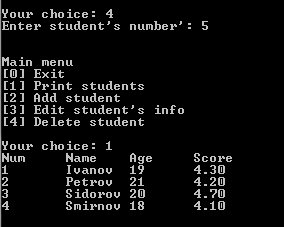 Your choice: 4
Enter student's number': 5
Main menu
[0] Exit
[1] Print students
[2] Add student
[3] Edit student's info
[4] Delete student
Your choice: 1
Num Name Age Score
1 Ivanov 19 4.30
2 Petrov 21 4.20
3 Sidorov 20 4.70
4 Smirnov 18 4.10